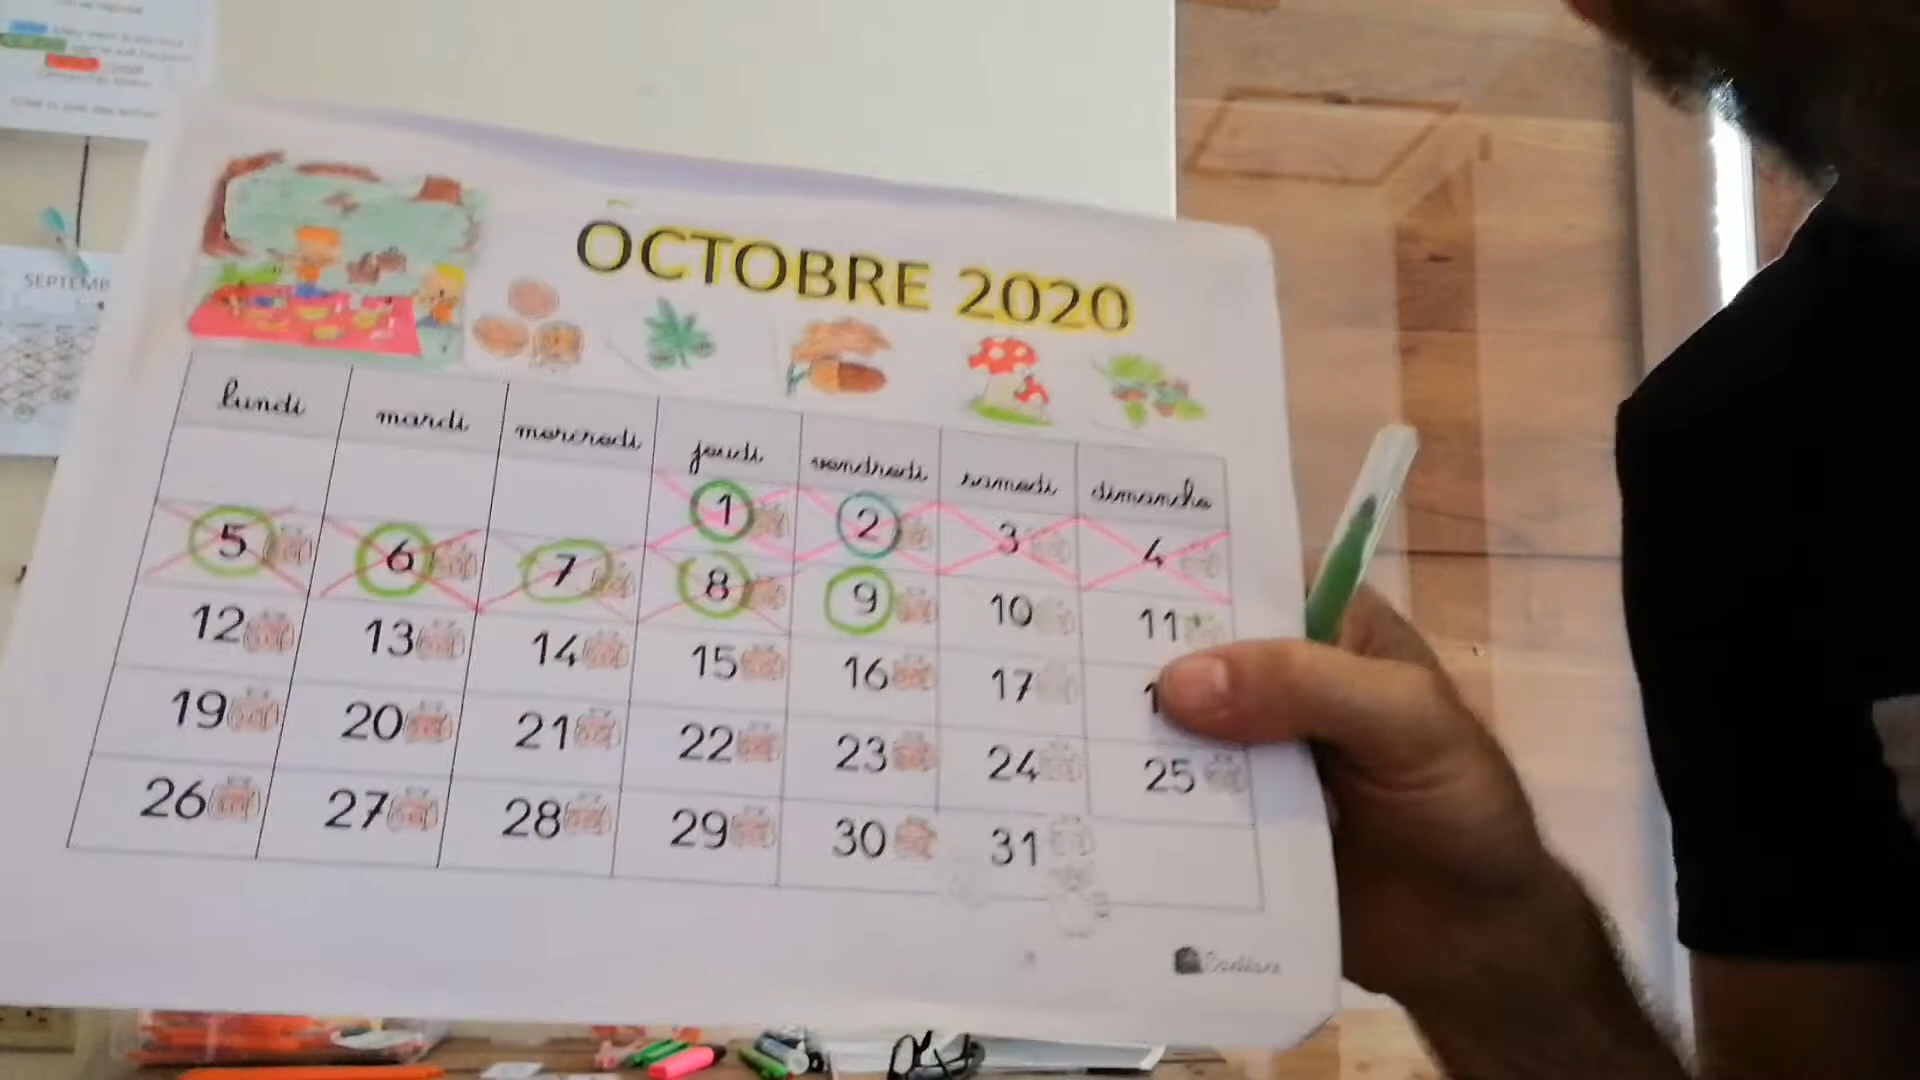 SEPTEMB
OCTOBRE 2020
lundi mardi mercredi jeudi vendredi samedi dimanche
1 2 3 4
5 6 7 8 9 10 11
12 13 14 15 16 17 1
19 20 21 22 23 24 25
26 27 28 29 30 31